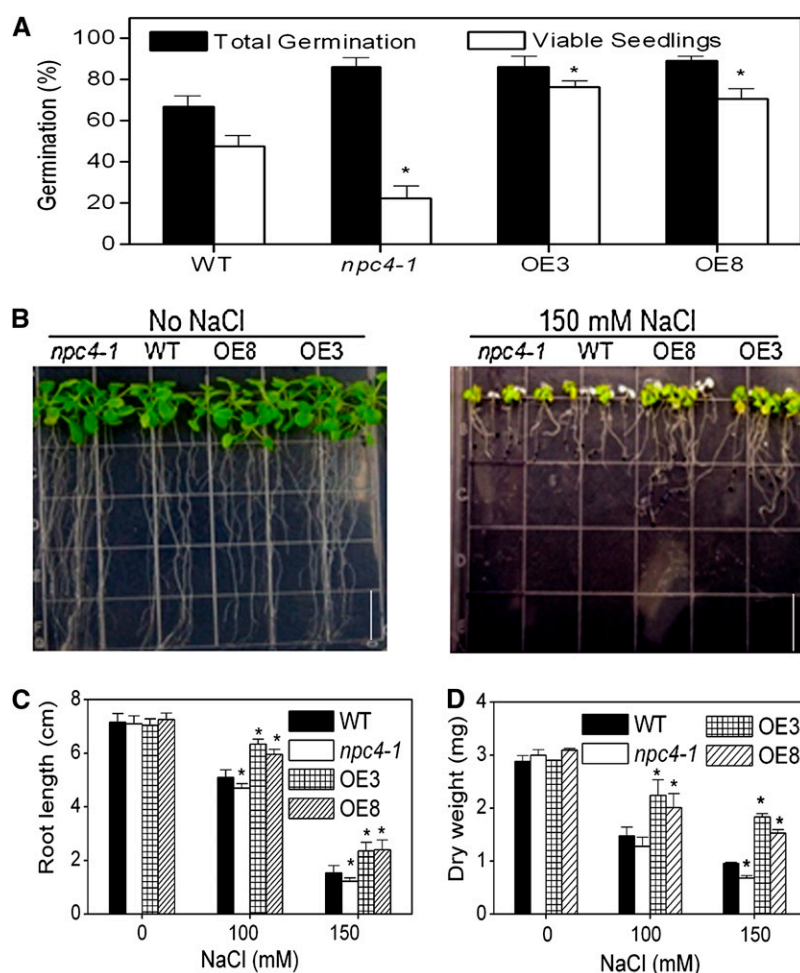 A
Total Germination
Viable Seedlings
Germination (%)
100
80
60
40
20
0
*
*
*
WT
npc4-1
OE3
OE8
B
No NaCl
npc4-1 WT OE8 OE3
150 mM NaCl
npc4-1 WT OE8 OE3
C
Root length (cm)
8
6
4
2
0
WT
npc4-1
OE3
OE8
* * *
* * *
0 100 150
NaCl (mM)
D
Dry weight (mg)
4
3
2
1
0
WT
npc4-1
OE3
OE8
* *
* * *
0 100 150
NaCl (mM)